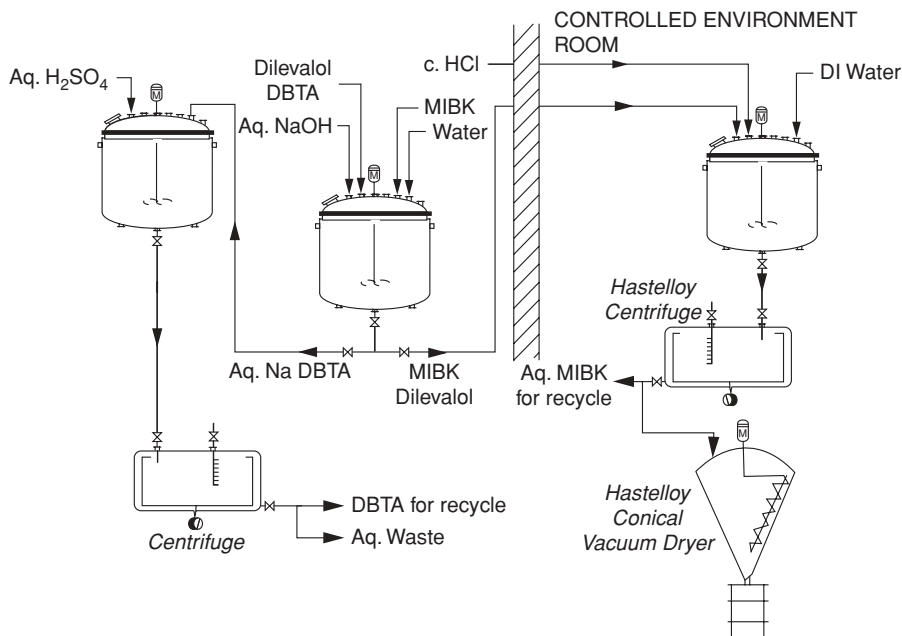 CONTROLLED ENVIRONMENT
ROOM
Aq. H₂SO₄
M
Dilevalol
DBTA
Aq. NaOH
MIBK
Water
M
c. HCl
DI Water
M
Hastelloy
Centrifuge
Aq. Na DBTA
MIBK
Dilevalol
Aq. MIBK
for recycle
M
Hastelloy
Conical
Vacuum Dryer
DBTA for recycle
Aq. Waste
Centrifuge